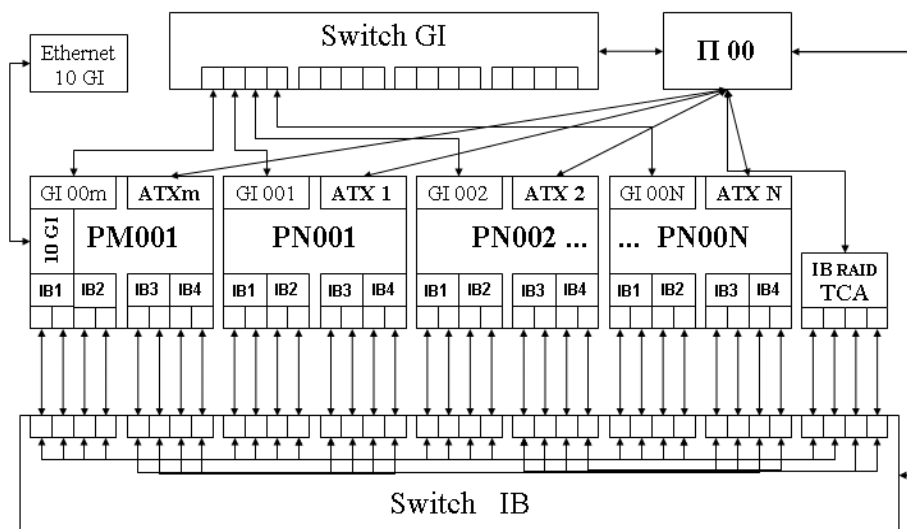 Switch GI
Ethernet
10 GI
П 00
GI 00m
ATXm
GI 001
ATX 1
GI 002
ATX 2
GI 00N
ATX N
10 GI
PM001
PN001
PN002 ...
... PN00N
IB1
IB2
IB3
IB4
IB1
IB2
IB3
IB4
IB1
IB2
IB3
IB4
IB1
IB2
IB3
IB4
IB RAID
TCA
Switch IB